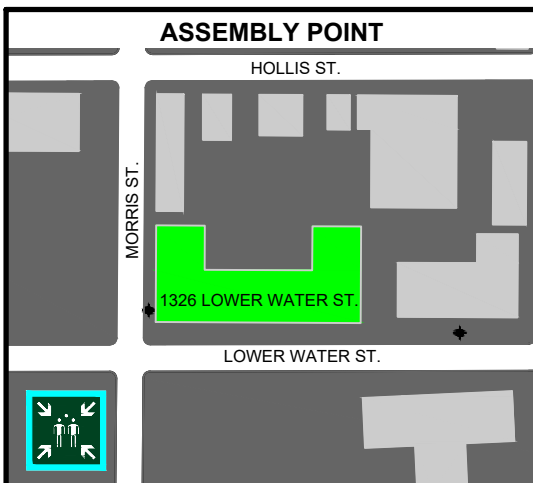 ASSEMBLY POINT
HOLLIS ST.
MORRIS ST.
1326 LOWER WATER ST.
LOWER WATER ST.